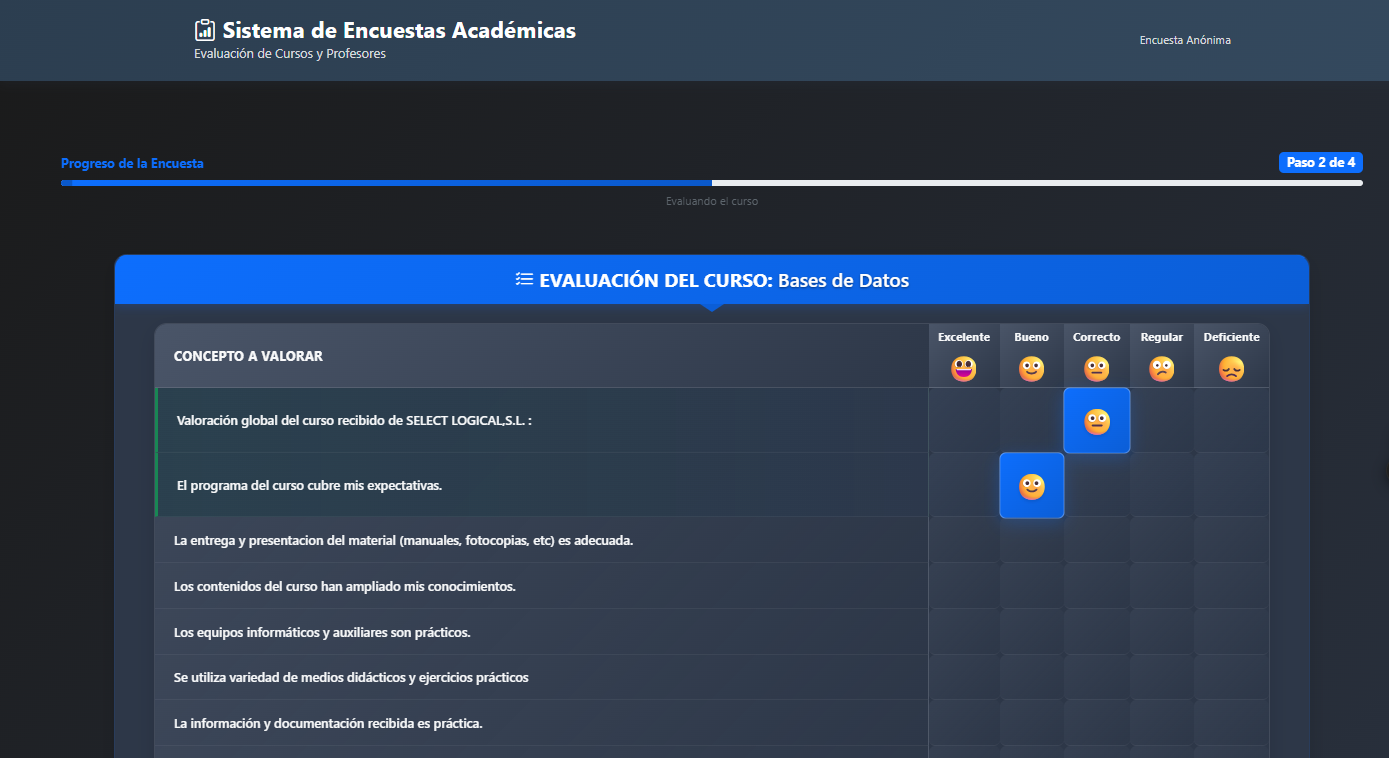 Sistema de Encuestas Académicas
Evaluación de Cursos y Profesores
Encuesta Anónima
Progreso de la Encuesta
Paso 2 de 4
Evaluando el curso
EVALUACIÓN DEL CURSO: Bases de Datos
CONCEPTO A VALORAR
Excelente
Bueno
Correcto
Regular
Deficiente
Valoración global del curso recibido de SELECT LOGICAL,S.L. :
El programa del curso cubre mis expectativas.
La entrega y presentacion del material (manuales, fotocopias, etc) es adecuada.
Los contenidos del curso han ampliado mis conocimientos.
Los equipos informáticos y auxiliares son prácticos.
Se utiliza variedad de medios didácticos y ejercicios prácticos
La información y documentación recibida es práctica.